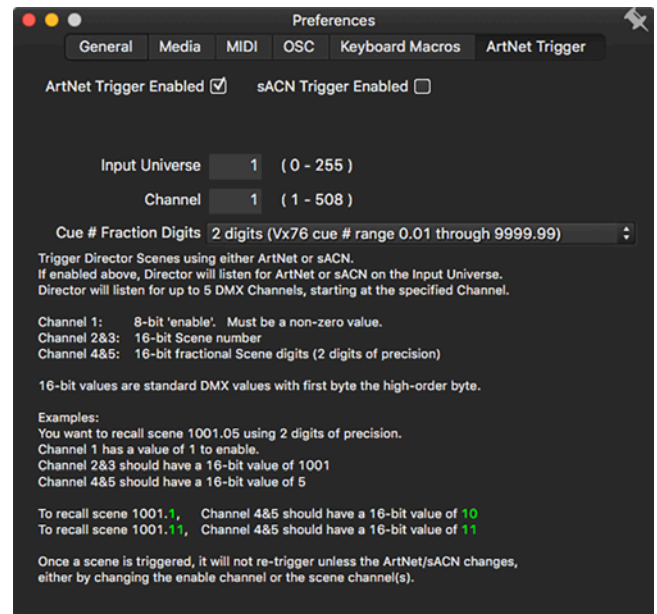 Preferences
General Media MIDI OSC Keyboard Macros ArtNet Trigger
ArtNet Trigger Enabled sACN Trigger Enabled
Input Universe 1 ( 0 - 255 )
Channel 1 ( 1 - 508 )
Cue # Fraction Digits 2 digits (Vx76 cue # range 0.01 through 9999.99)
Trigger Director Scenes using either ArtNet or sACN.
If enabled above, Director will listen for ArtNet or sACN on the Input Universe.
Director will listen for up to 5 DMX Channels, starting at the specified Channel.
Channel 1: 8-bit 'enable'. Must be a non-zero value.
Channel 2&3: 16-bit Scene number
Channel 4&5: 16-bit fractional Scene digits (2 digits of precision)
16-bit values are standard DMX values with first byte the high-order byte.
Examples:
You want to recall scene 1001.05 using 2 digits of precision.
Channel 1 has a value of 1 to enable.
Channel 2&3 should have a 16-bit value of 1001
Channel 4&5 should have a 16-bit value of 5
To recall scene 1001.1, Channel 4&5 should have a 16-bit value of 10
To recall scene 1001.11, Channel 4&5 should have a 16-bit value of 11
Once a scene is triggered, it will not re-trigger unless the ArtNet/sACN changes,
either by changing the enable channel or the scene channel(s).